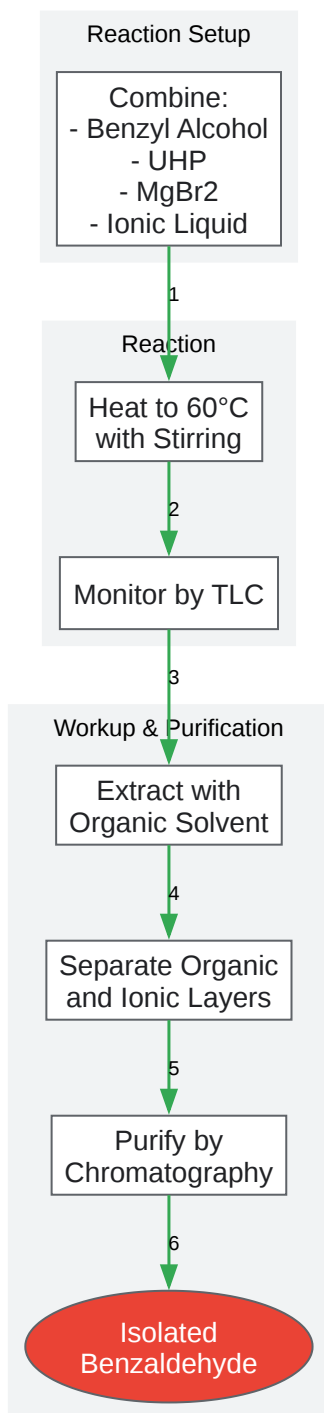 Reaction Setup
Combine:
- Benzyl Alcohol
- UHP
- MgBr2
- Ionic Liquid
1
Reaction
Heat to 60°C
with Stirring
2
Monitor by TLC
3
Workup & Purification
Extract with
Organic Solvent
4
Separate Organic
and Ionic Layers
5
Purify by
Chromatography
6
Isolated
Benzaldehyde